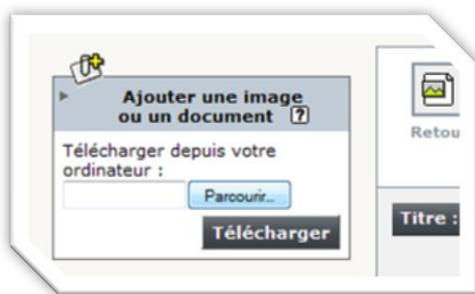 Ajouter une image
ou un document ?
Télécharger depuis votre
ordinateur :
Parcourir...
Télécharger
Retou
Titre :